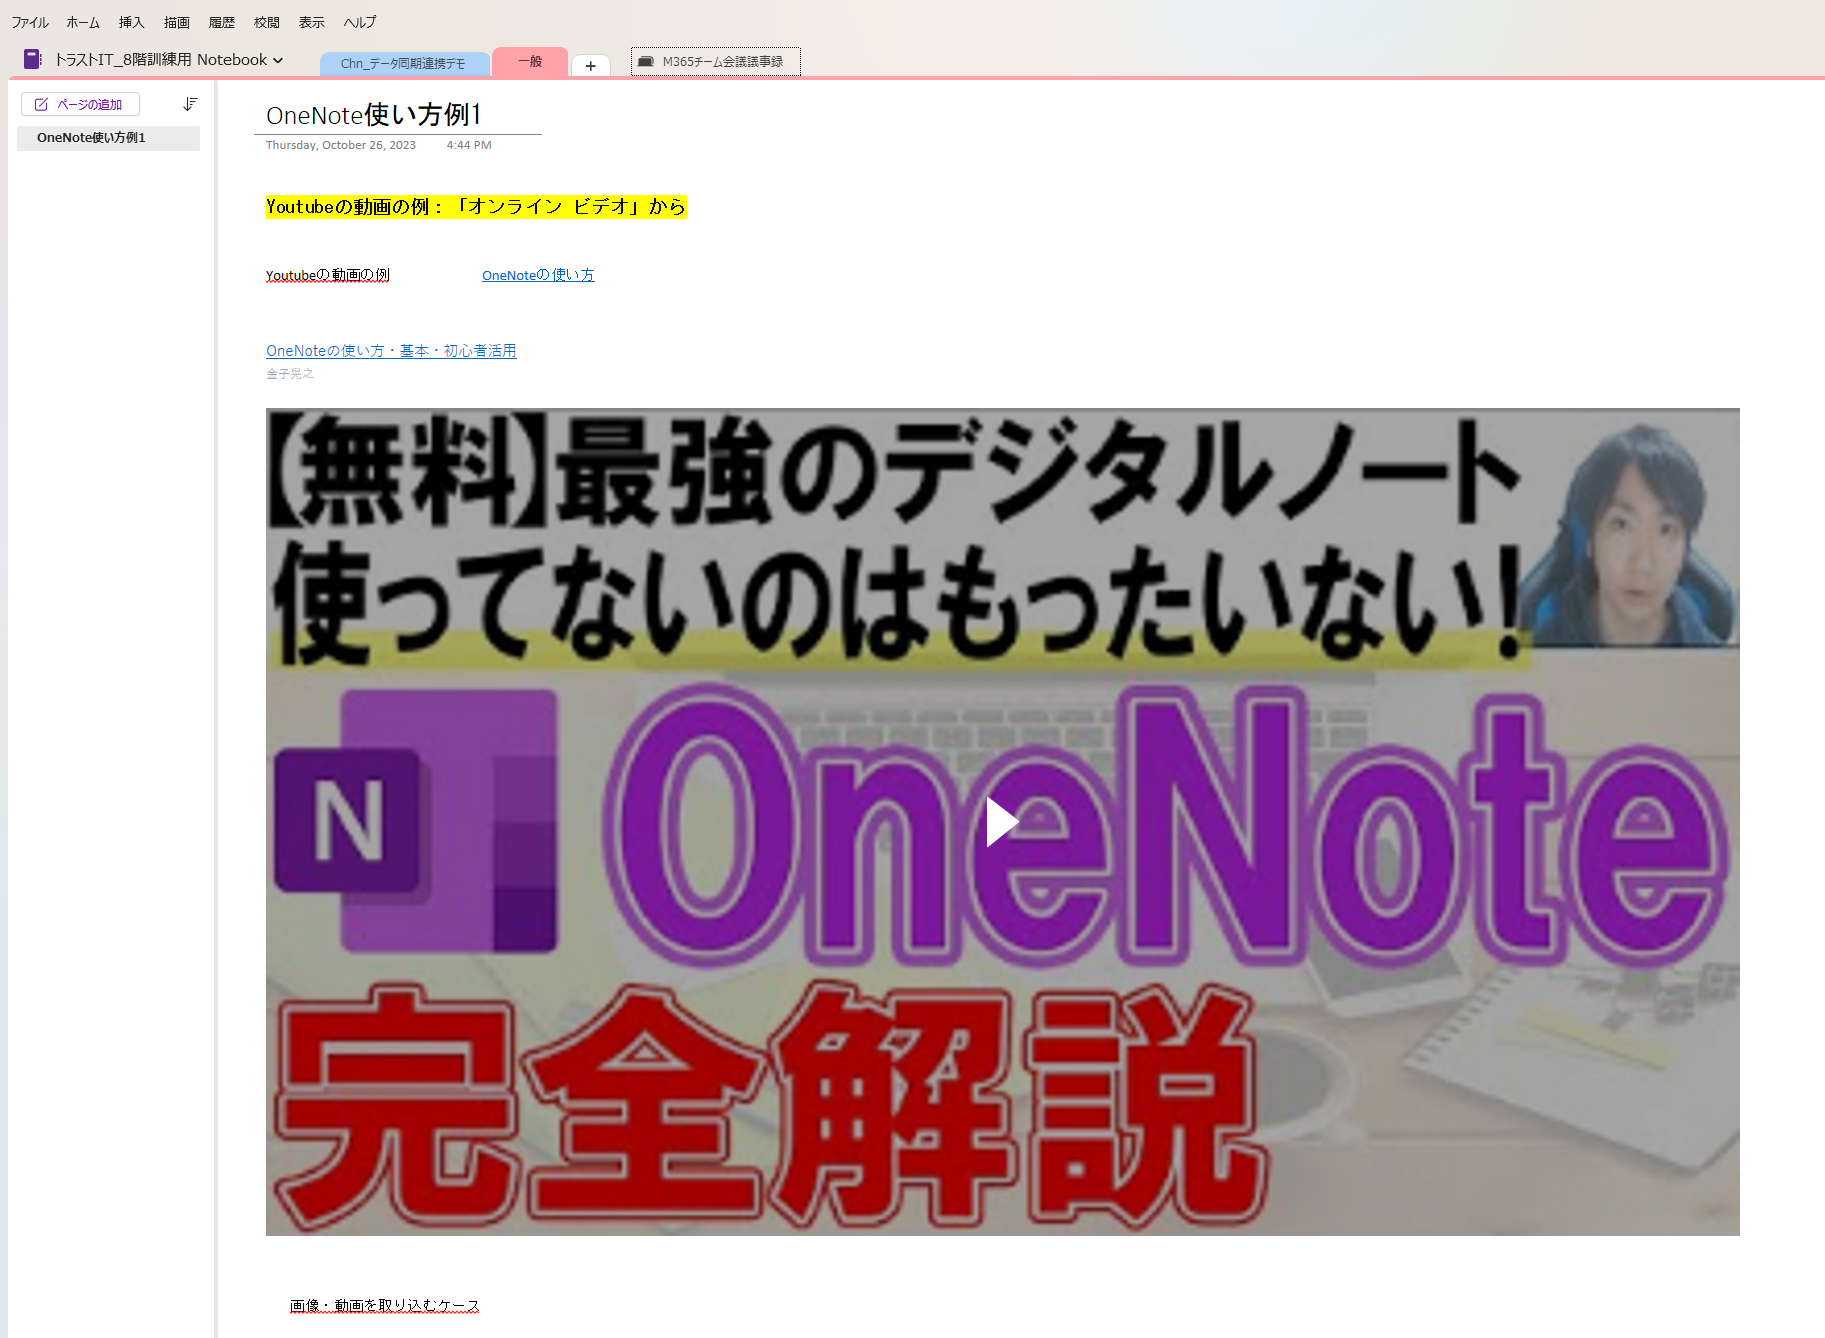 ファイル ホーム 挿入 描画 履歴 校閲 表示 ヘルプ
トラストIT_8階訓練用 Notebook
Chn_データ同期連携デモ
一般
+
M365チーム会議議事録
ページの追加
OneNote使い方例1
OneNote使い方例1
Thursday, October 26, 2023 4:44 PM
Youtubeの動画の例：「オンライン ビデオ」から
Youtubeの動画の例 OneNoteの使い方
OneNoteの使い方・基本・初心者活用
金子晃之
【無料】最強のデジタルノート
使ってないのはもったいない！
N OneNote
完全解説
画像・動画を取り込むケース